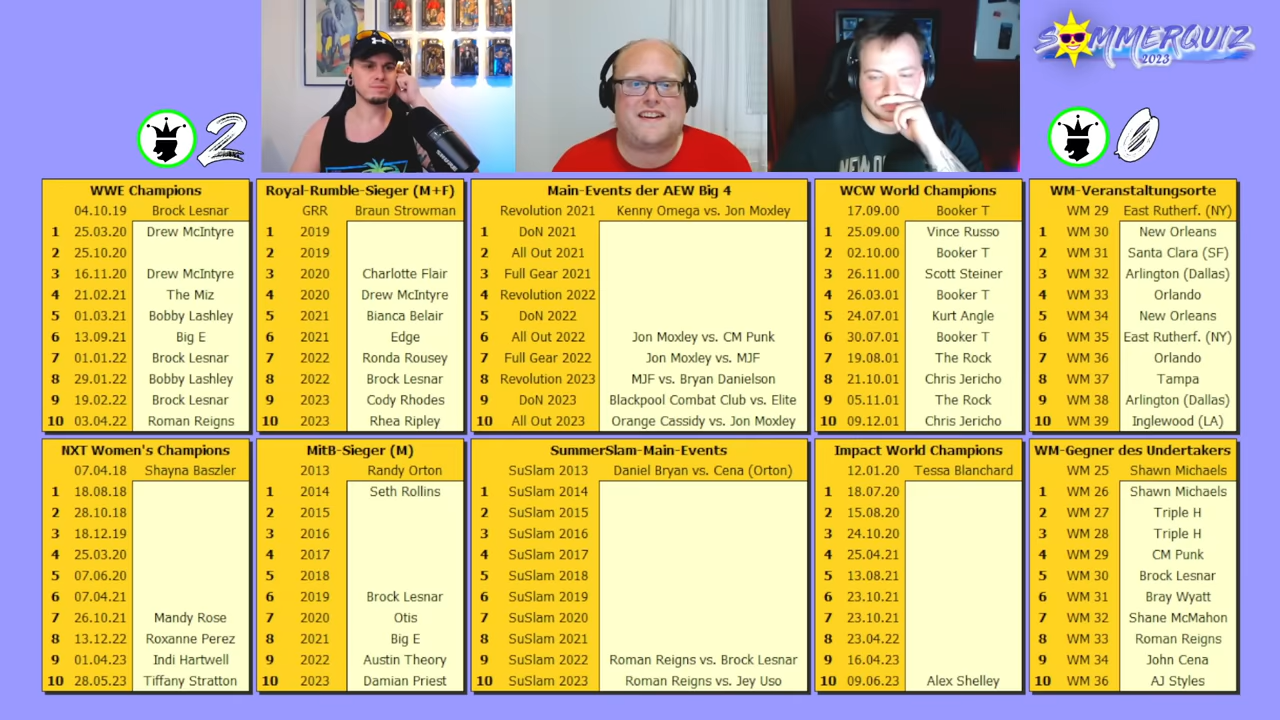 SOMMERQUIZ
2023
2
0
NEW O
WWE Champions
04.10.19 Brock Lesnar
1 25.03.20 Drew McIntyre
2 25.10.20
3 16.11.20 Drew McIntyre
4 21.02.21 The Miz
5 01.03.21 Bobby Lashley
6 13.09.21 Big E
7 01.01.22 Brock Lesnar
8 29.01.22 Bobby Lashley
9 19.02.22 Brock Lesnar
10 03.04.22 Roman Reigns
Royal-Rumble-Sieger (M+F)
GRR Braun Strowman
1 2019
2 2019
3 2020 Charlotte Flair
4 2020 Drew McIntyre
5 2021 Bianca Belair
6 2021 Edge
7 2022 Ronda Rousey
8 2022 Brock Lesnar
9 2023 Cody Rhodes
10 2023 Rhea Ripley
Main-Events der AEW Big 4
Revolution 2021 Kenny Omega vs. Jon Moxley
1 DoN 2021
2 All Out 2021
3 Full Gear 2021
4 Revolution 2022
5 DoN 2022
6 All Out 2022 Jon Moxley vs. CM Punk
7 Full Gear 2022 Jon Moxley vs. MJF
8 Revolution 2023 MJF vs. Bryan Danielson
9 DoN 2023 Blackpool Combat Club vs. Elite
10 All Out 2023 Orange Cassidy vs. Jon Moxley
WCW World Champions
17.09.00 Booker T
1 25.09.00 Vince Russo
2 02.10.00 Booker T
3 26.11.00 Scott Steiner
4 26.03.01 Booker T
5 24.07.01 Kurt Angle
6 30.07.01 Booker T
7 19.08.01 The Rock
8 21.10.01 Chris Jericho
9 05.11.01 The Rock
10 09.12.01 Chris Jericho
WM-Veranstaltungsorte
WM 29 East Rutherf. (NY)
1 WM 30 New Orleans
2 WM 31 Santa Clara (SF)
3 WM 32 Arlington (Dallas)
4 WM 33 Orlando
5 WM 34 New Orleans
6 WM 35 East Rutherf. (NY)
7 WM 36 Orlando
8 WM 37 Tampa
9 WM 38 Arlington (Dallas)
10 WM 39 Inglewood (LA)
NXT Women's Champions
07.04.18 Shayna Baszler
1 18.08.18
2 28.10.18
3 18.12.19
4 25.03.20
5 07.06.20
6 07.04.21
7 26.10.21 Mandy Rose
8 13.12.22 Roxanne Perez
9 01.04.23 Indi Hartwell
10 28.05.23 Tiffany Stratton
MitB-Sieger (M)
2013 Randy Orton
1 2014 Seth Rollins
2 2015
3 2016
4 2017
5 2018
6 2019 Brock Lesnar
7 2020 Otis
8 2021 Big E
9 2022 Austin Theory
10 2023 Damian Priest
SummerSlam-Main-Events
SuSlam 2013 Daniel Bryan vs. Cena (Orton)
1 SuSlam 2014
2 SuSlam 2015
3 SuSlam 2016
4 SuSlam 2017
5 SuSlam 2018
6 SuSlam 2019
7 SuSlam 2020
8 SuSlam 2021
9 SuSlam 2022 Roman Reigns vs. Brock Lesnar
10 SuSlam 2023 Roman Reigns vs. Jey Uso
Impact World Champions
12.01.20 Tessa Blanchard
1 18.07.20
2 15.08.20
3 24.10.20
4 25.04.21
5 13.08.21
6 23.10.21
7 23.10.21
8 23.04.22
9 16.04.23
10 09.06.23 Alex Shelley
WM-Gegner des Undertakers
WM 25 Shawn Michaels
1 WM 26 Shawn Michaels
2 WM 27 Triple H
3 WM 28 Triple H
4 WM 29 CM Punk
5 WM 30 Brock Lesnar
6 WM 31 Bray Wyatt
7 WM 32 Shane McMahon
8 WM 33 Roman Reigns
9 WM 34 John Cena
10 WM 36 AJ Styles